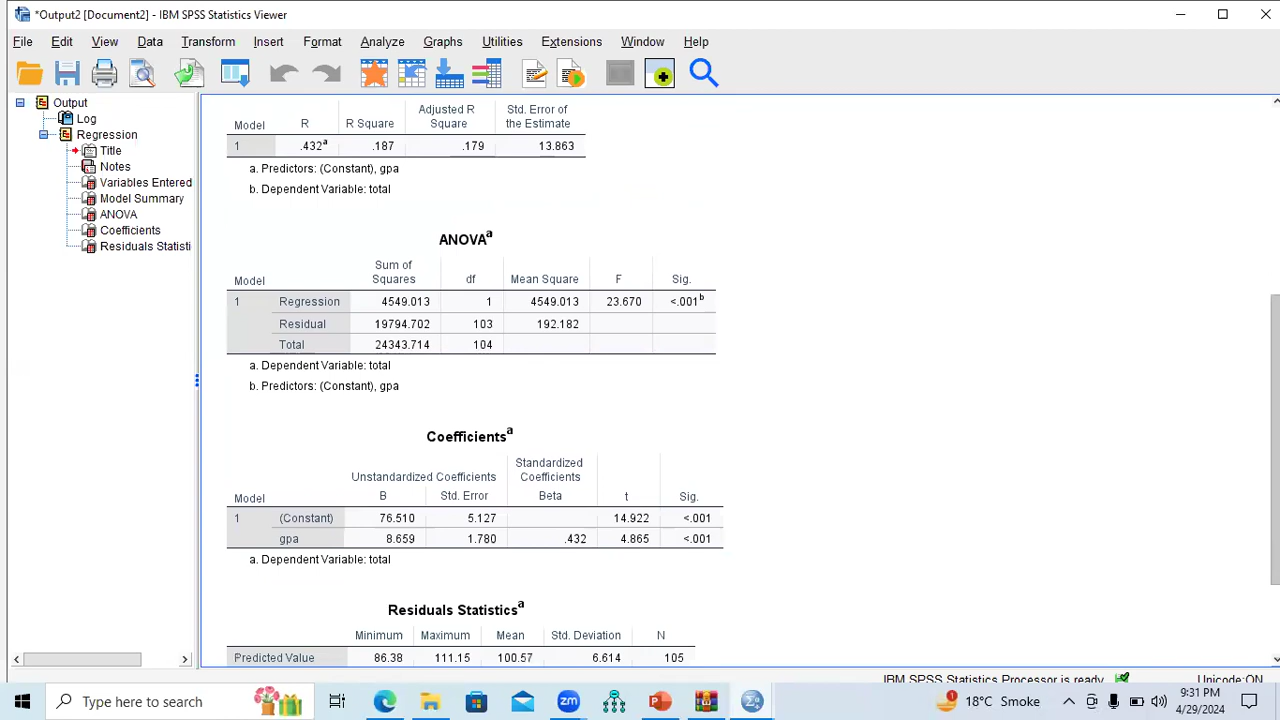 *Output2 [Document2] - IBM SPSS Statistics Viewer
File Edit View Data Transform Insert Format Analyze Graphs Utilities Extensions Window Help
Output
Log
Regression
Title
Notes
Variables Entered
Model Summary
ANOVA
Coefficients
Residuals Statisti
Model R R Square Adjusted R Square Std. Error of the Estimate
1 .432a .187 .179 13.863
a. Predictors: (Constant), gpa
b. Dependent Variable: total
ANOVAa
Model Sum of Squares df Mean Square F Sig.
1 Regression 4549.013 1 4549.013 23.670 <.001b
Residual 19794.702 103 192.182
Total 24343.714 104
a. Dependent Variable: total
b. Predictors: (Constant), gpa
Coefficientsa
Unstandardized Coefficients Standardized Coefficients
Model B Std. Error Beta t Sig.
1 (Constant) 76.510 5.127 14.922 <.001
gpa 8.659 1.780 .432 4.865 <.001
a. Dependent Variable: total
Residuals Statisticsa
Minimum Maximum Mean Std. Deviation N
Predicted Value 86.38 111.15 100.57 6.614 105
IBM SPSS Statistics Processor is ready Unicode:ON
Type here to search
18°C Smoke
9:31 PM
4/29/2024